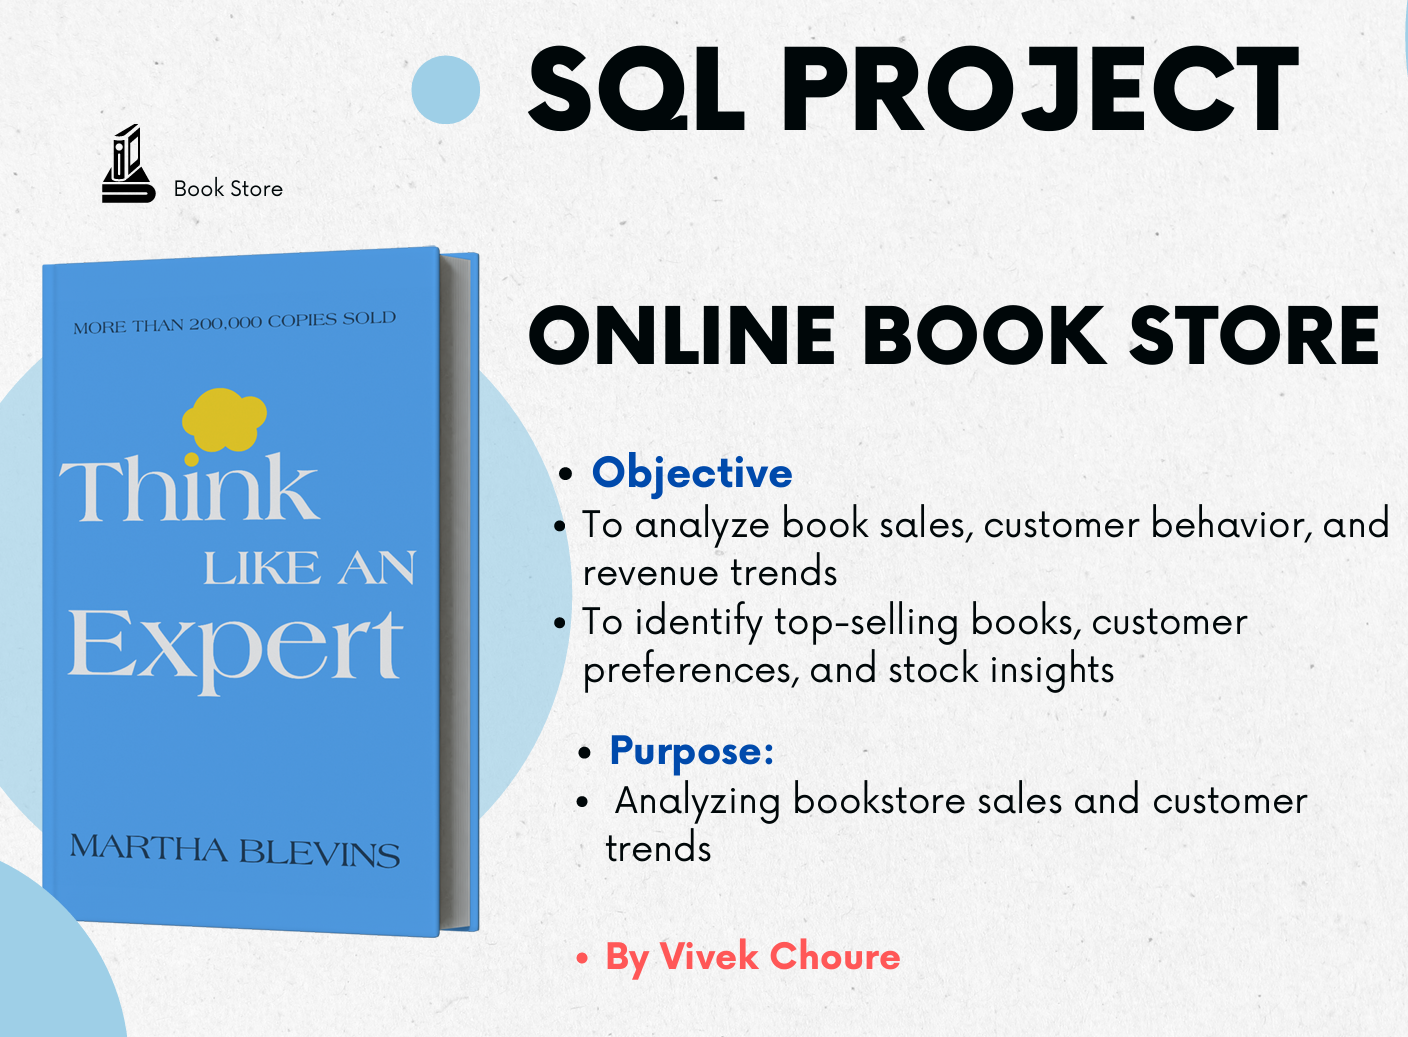 SQL PROJECT
Book Store
MORE THAN 200,000 COPIES SOLD
Think
LIKE AN
Expert
MARTHA BLEVINS
ONLINE BOOK STORE
• Objective
• To analyze book sales, customer behavior, and
revenue trends
• To identify top-selling books, customer
preferences, and stock insights
• Purpose:
• Analyzing bookstore sales and customer
trends
• By Vivek Choure